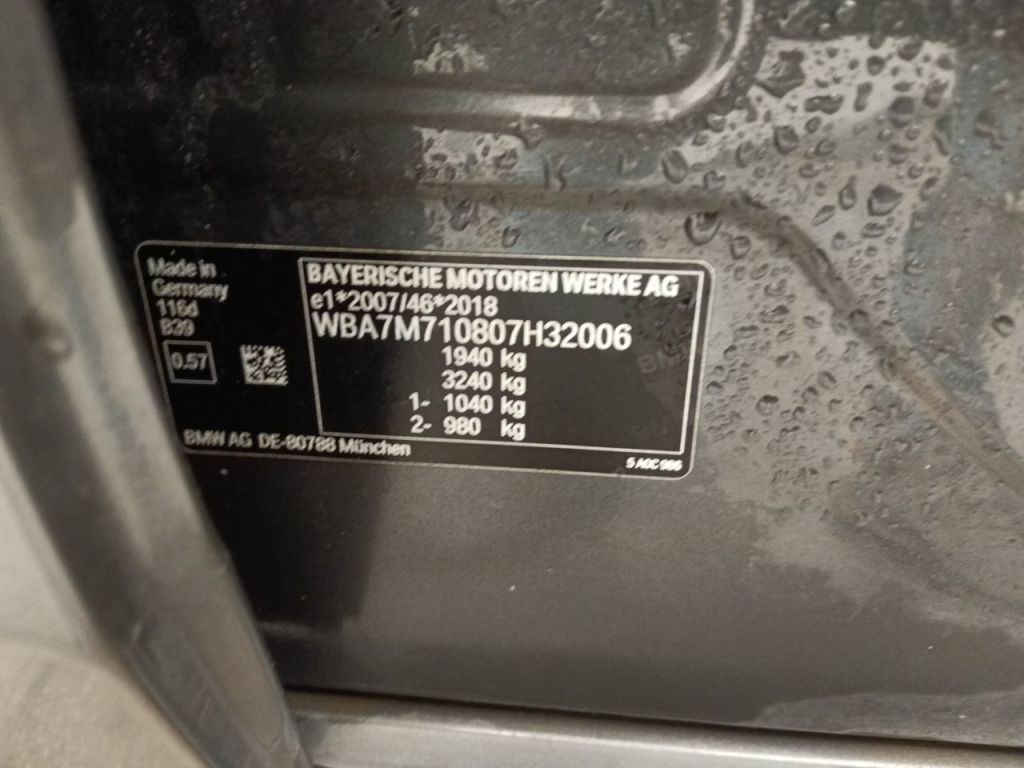 Made in
Germany
116d
B39
0.57
BAYERISCHE MOTOREN WERKE AG
e1*2007/46*2018
WBA7M710807H32006
1940 kg
3240 kg
1- 1040 kg
2- 980 kg
BMW AG DE-80788 München